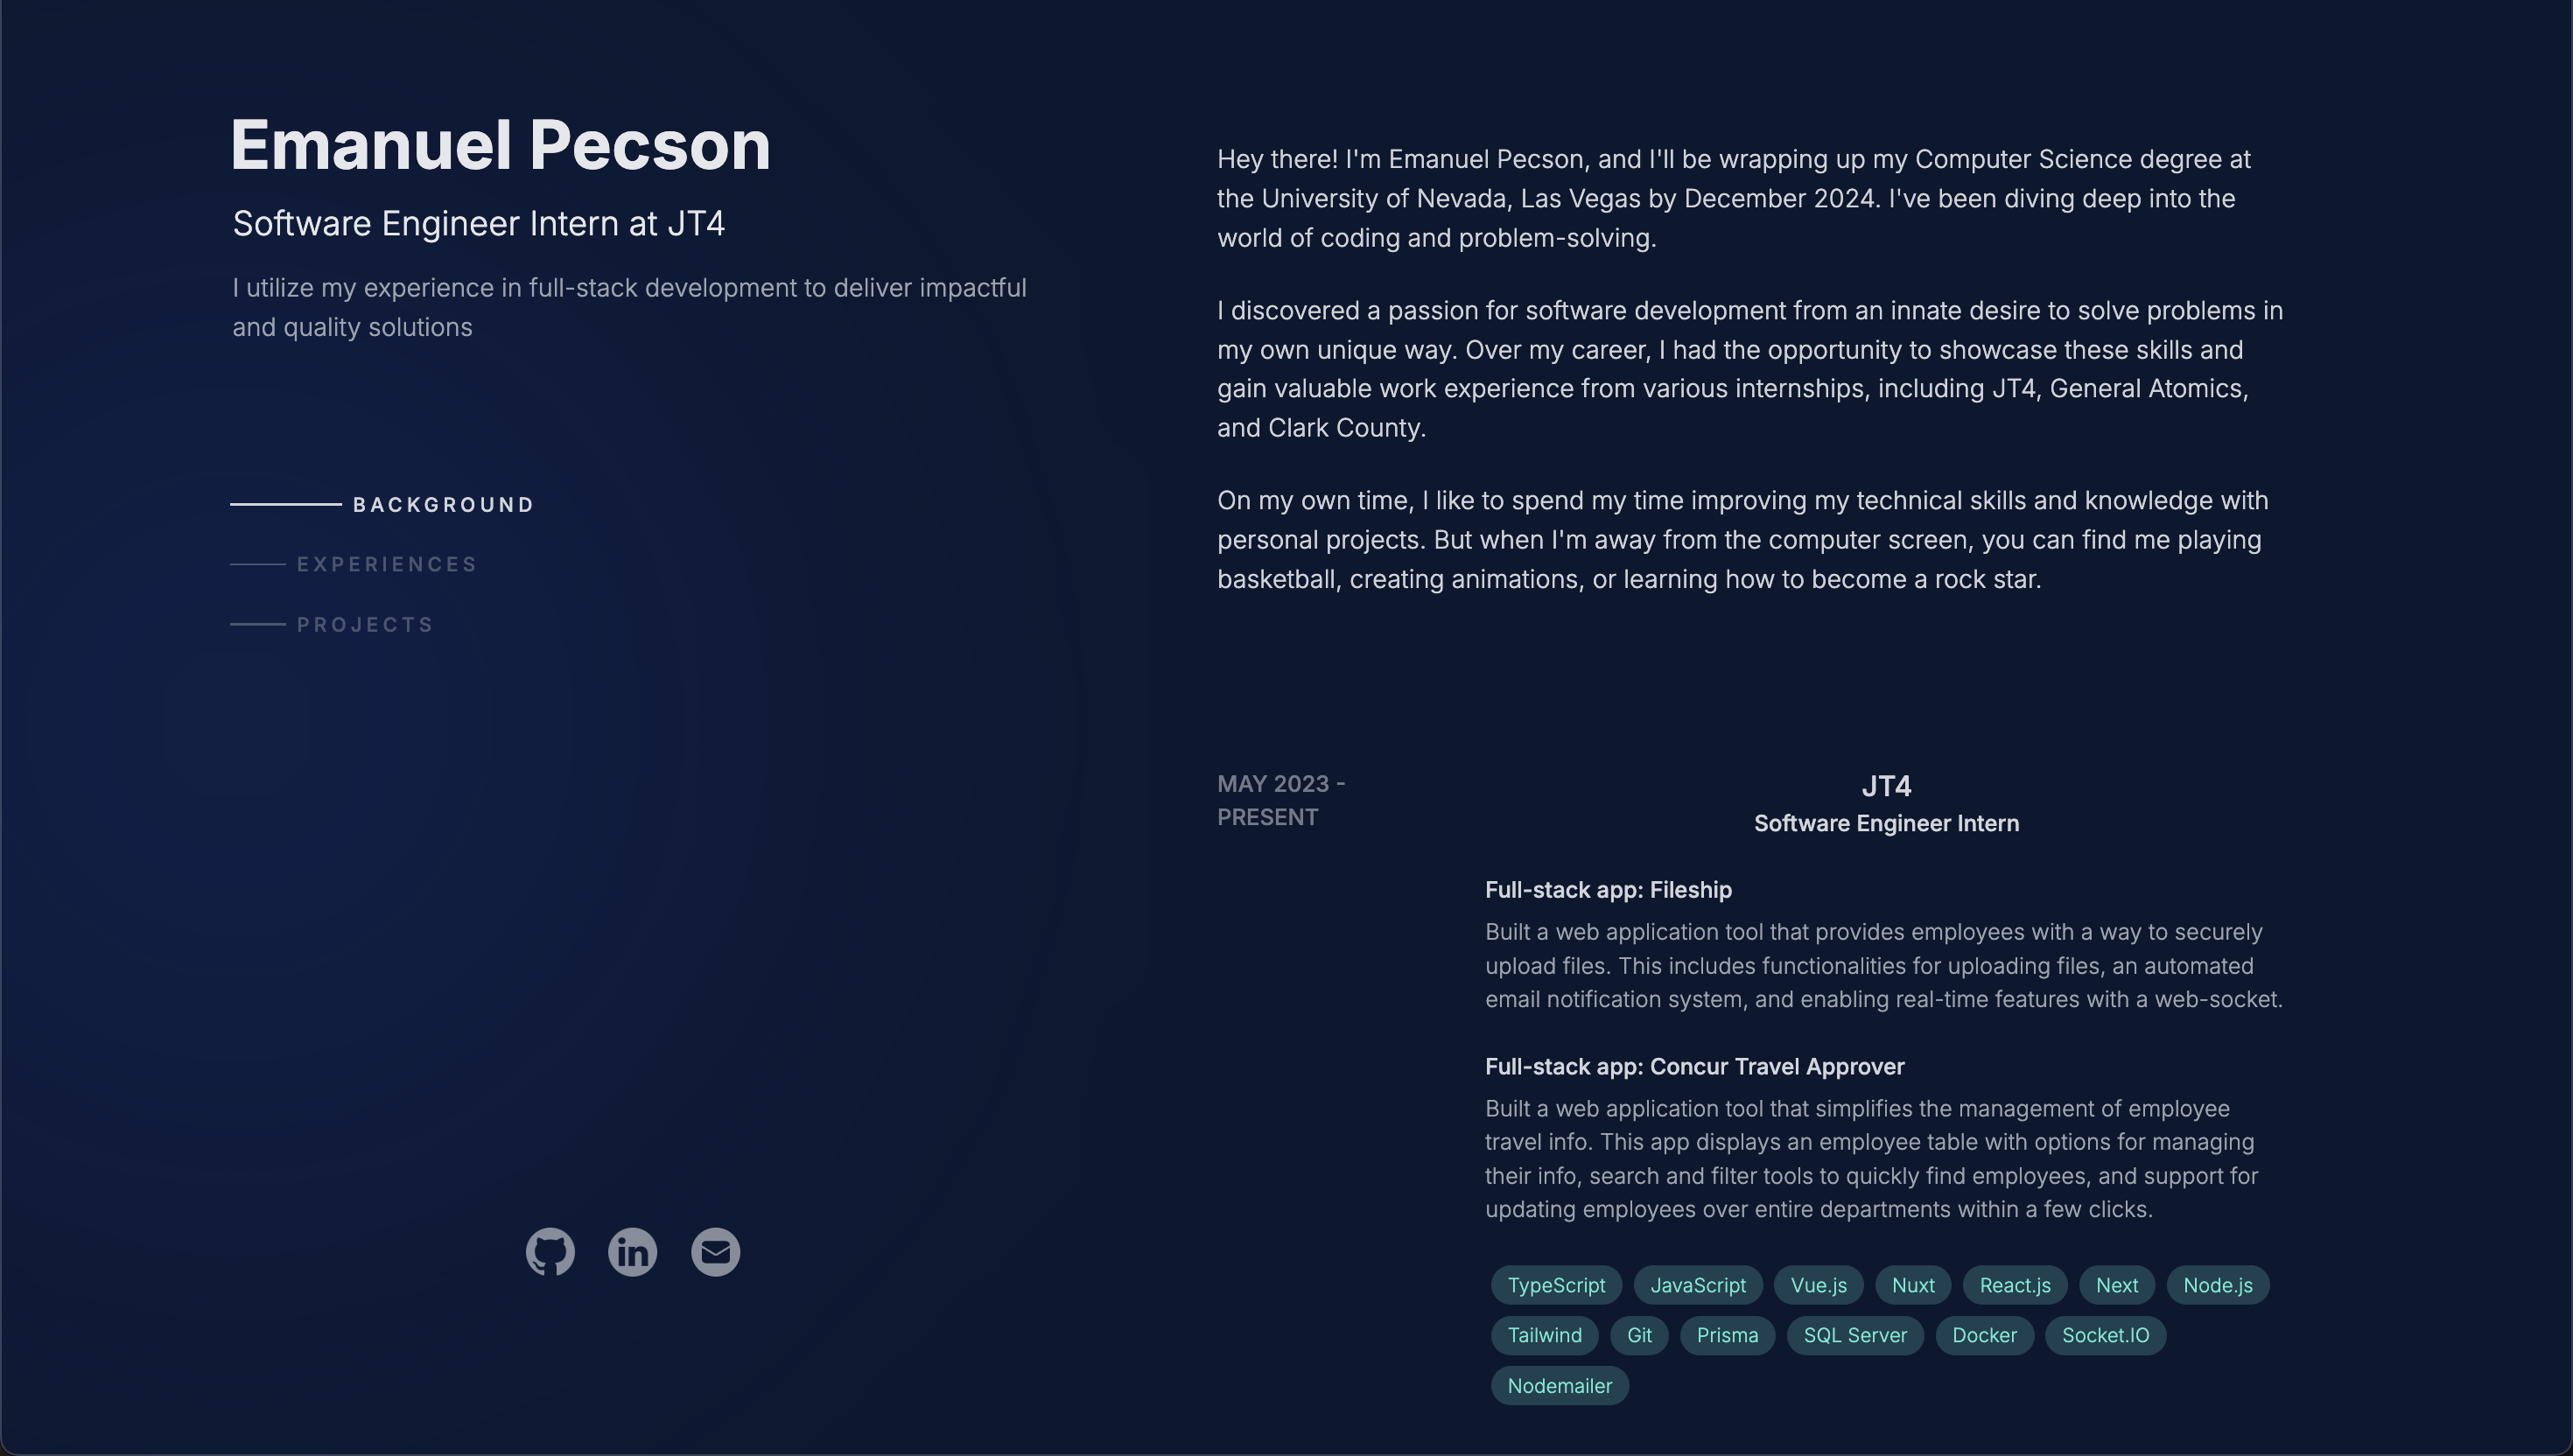 Emanuel Pecson
Software Engineer Intern at JT4
I utilize my experience in full-stack development to deliver impactful
and quality solutions
BACKGROUND
EXPERIENCES
PROJECTS
in
Hey there! I'm Emanuel Pecson, and I'll be wrapping up my Computer Science degree at
the University of Nevada, Las Vegas by December 2024. I've been diving deep into the
world of coding and problem-solving.
I discovered a passion for software development from an innate desire to solve problems in
my own unique way. Over my career, I had the opportunity to showcase these skills and
gain valuable work experience from various internships, including JT4, General Atomics,
and Clark County.
On my own time, I like to spend my time improving my technical skills and knowledge with
personal projects. But when I'm away from the computer screen, you can find me playing
basketball, creating animations, or learning how to become a rock star.
MAY 2023 -
PRESENT
JT4
Software Engineer Intern
Full-stack app: Fileship
Built a web application tool that provides employees with a way to securely
upload files. This includes functionalities for uploading files, an automated
email notification system, and enabling real-time features with a web-socket.
Full-stack app: Concur Travel Approver
Built a web application tool that simplifies the management of employee
travel info. This app displays an employee table with options for managing
their info, search and filter tools to quickly find employees, and support for
updating employees over entire departments within a few clicks.
TypeScript JavaScript Vue.js Nuxt React.js Next Node.js
Tailwind Git Prisma SQL Server Docker Socket.IO
Nodemailer